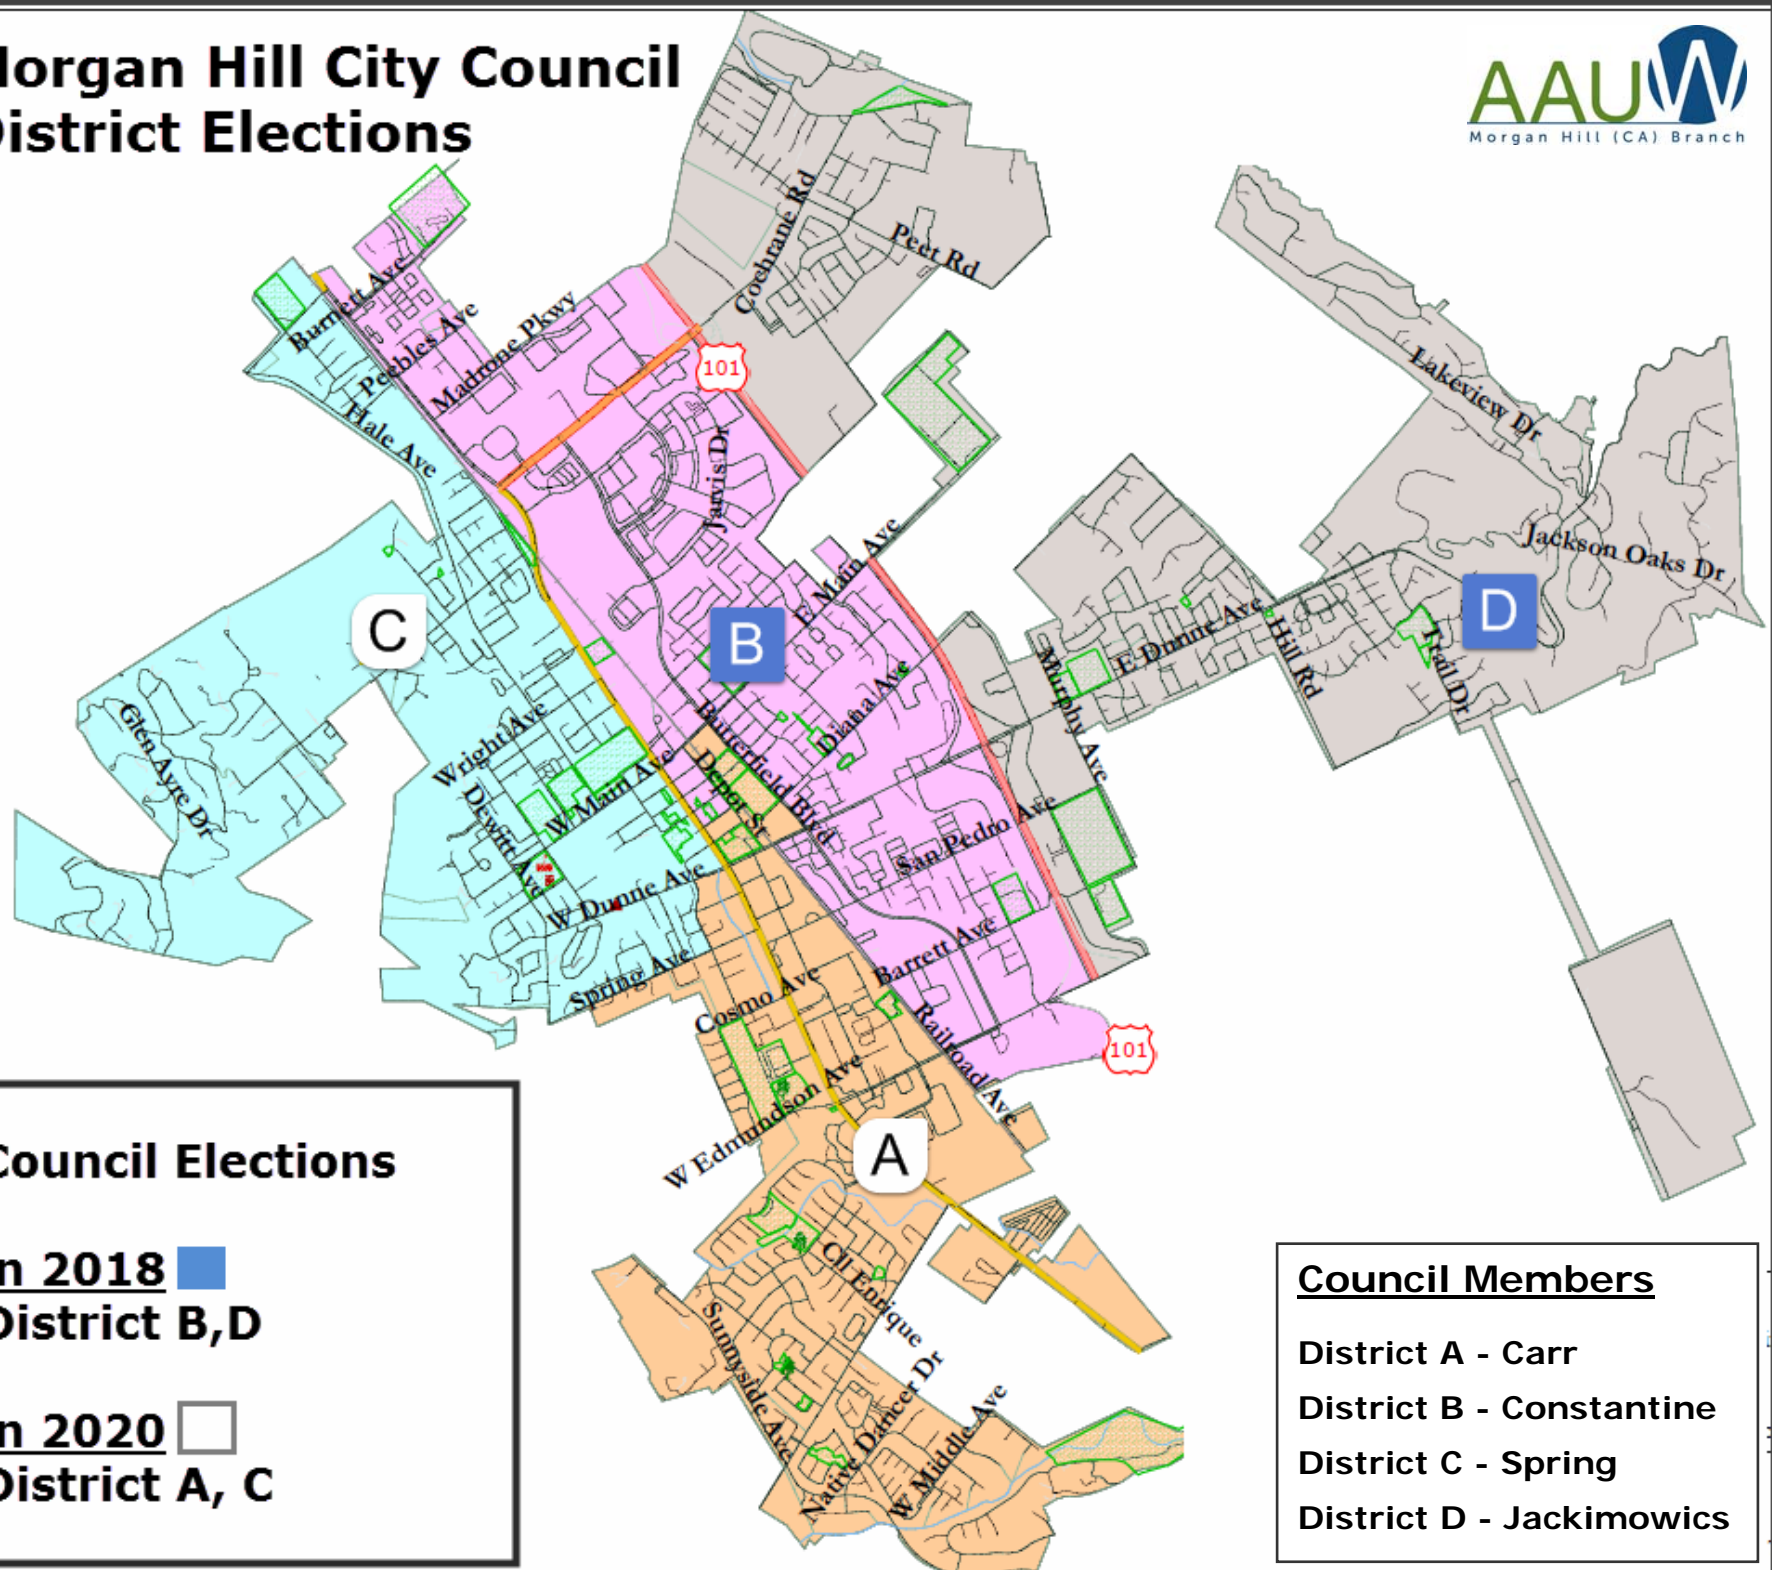 organ Hill City Council
istrict Elections
AAUW
Morgan Hill (CA) Branch
Cochrane Rd
Peet Rd
Burnett Ave
Peebles Ave
Madrone Pkwy
Hale Ave
101
Jarvis Dr
Lakeview Dr
Jackson Oaks Dr
E Main Ave
C
B
D
E Dunne Ave
Hill Rd
Trail Dr
Murphy Ave
Diana Ave
Glen Ayre Dr
Wright Ave
W Main Ave
Dewitt Ave
Butterfield Blvd
Depot St
San Pedro Ave
W Dunne Ave
Spring Ave
Barrett Ave
Cosmo Ave
Railroad Ave
101
W Edmundson Ave
A
Cll Enrique
Sunnyside Ave
Native Dancer Dr
W Middle Ave
Council Elections
n 2018
District B,D
n 2020
District A, C
Council Members
District A - Carr
District B - Constantine
District C - Spring
District D - Jackimowics